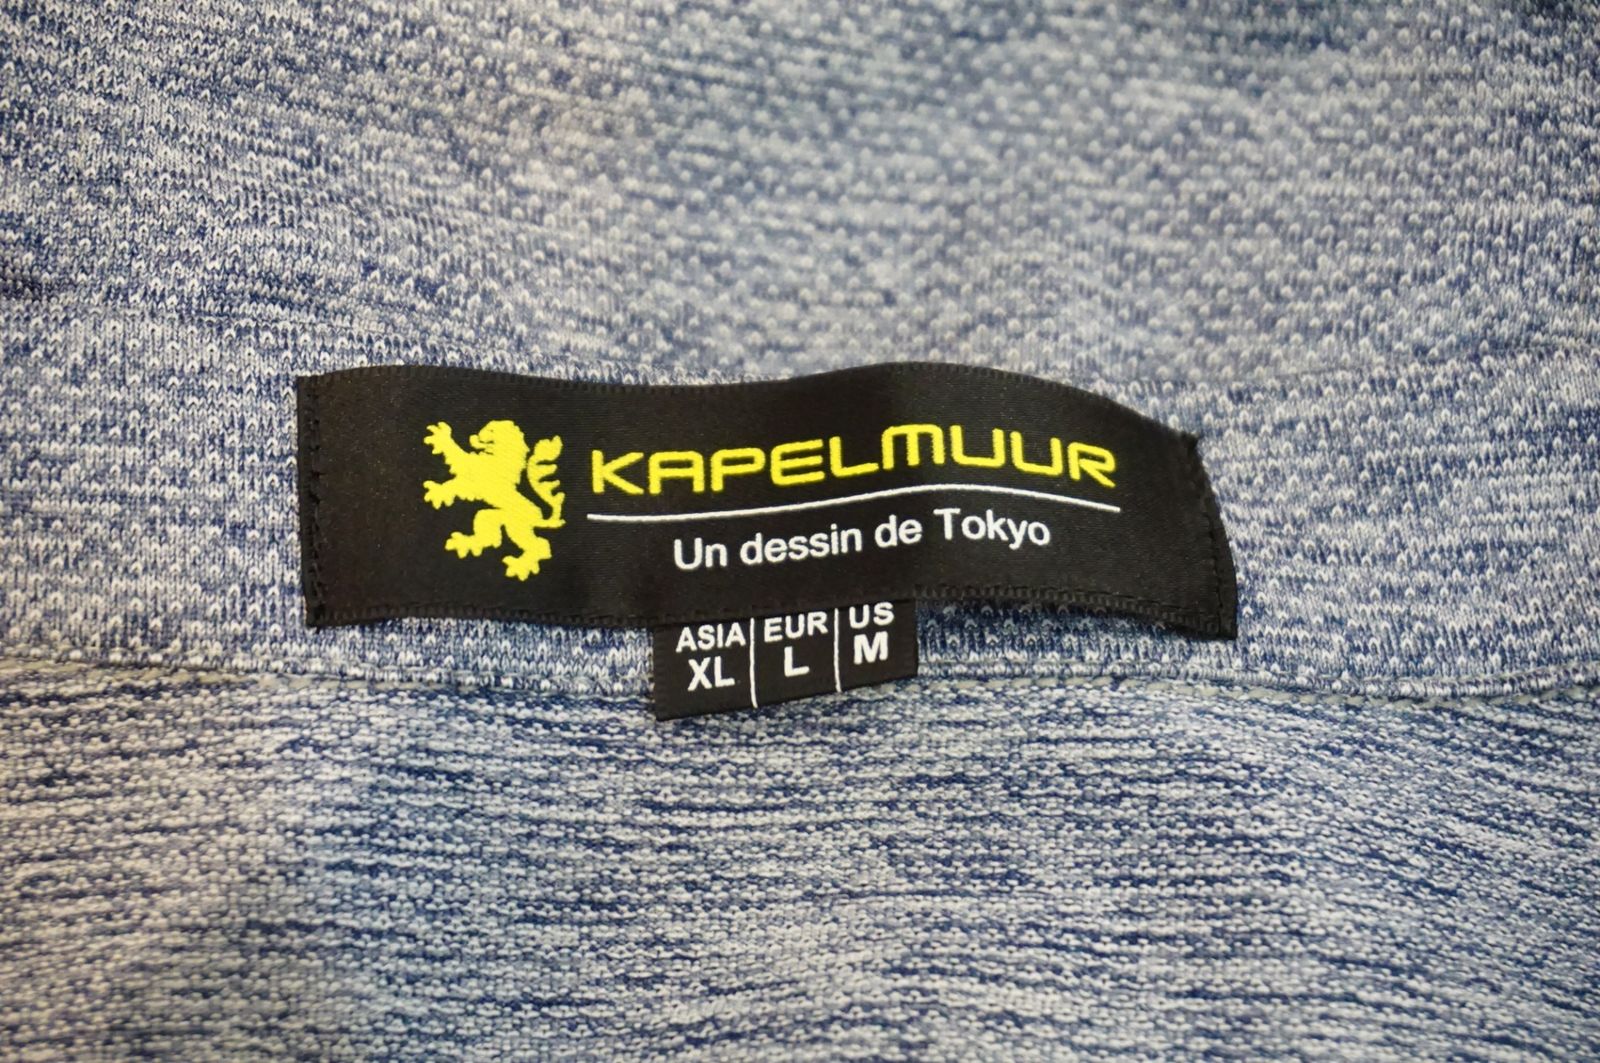 KAPELMUUR
Un dessin de Tokyo
ASIA EUR US
XL L M